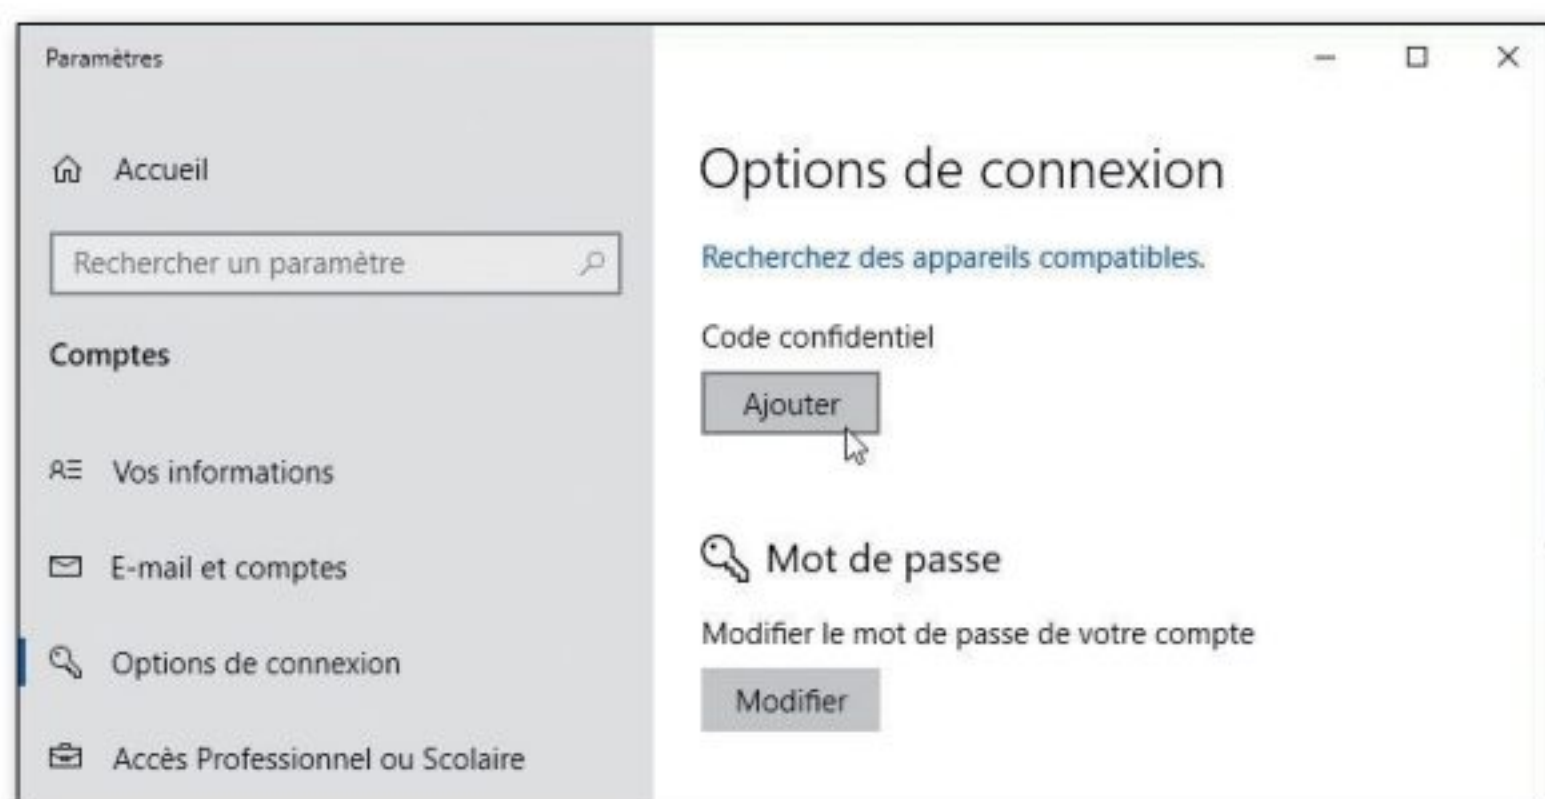 Paramètres
Accueil
Rechercher un paramètre
Comptes
Vos informations
E-mail et comptes
Options de connexion
Accès Professionnel ou Scolaire
Options de connexion
Recherchez des appareils compatibles.
Code confidentiel
Ajouter
Mot de passe
Modifier le mot de passe de votre compte
Modifier